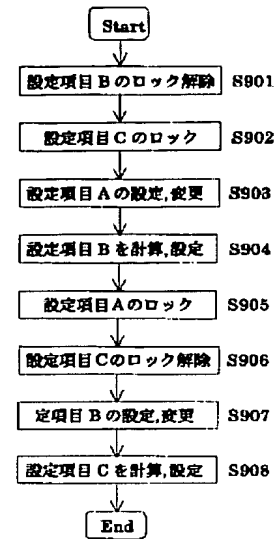 Start
設定項目Bのロック解除 S901
設定項目Cのロック S902
設定項目Aの設定,変更 S903
設定項目Bを計算,設定 S904
設定項目Aのロック S905
設定項目Cのロック解除 S906
定項目Bの設定,変更 S907
設定項目Cを計算,設定 S908
End